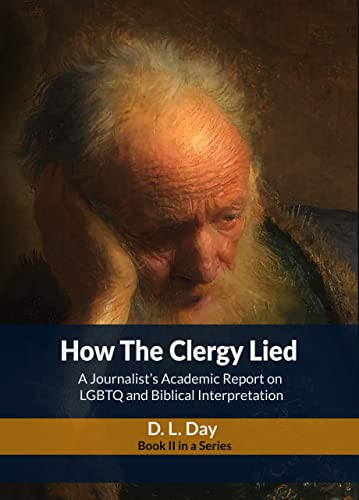 How The Clergy Lied
A Journalist's Academic Report on
LGBTQ and Biblical Interpretation
D. L. Day
Book II in a Series